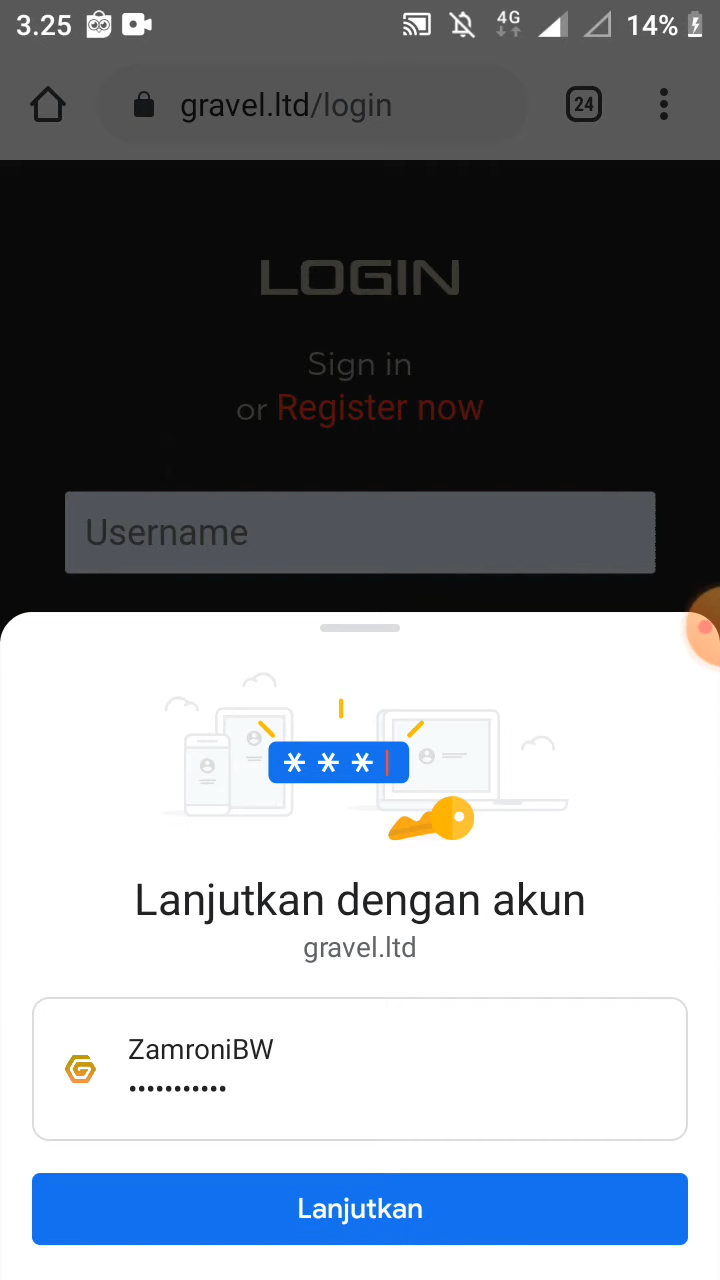 3.25
4G
14%
gravel.ltd/login
24
LOGIN
Sign in
or Register now
Username
***
Lanjutkan dengan akun
gravel.ltd
ZamroniBW
•••••••••••
Lanjutkan